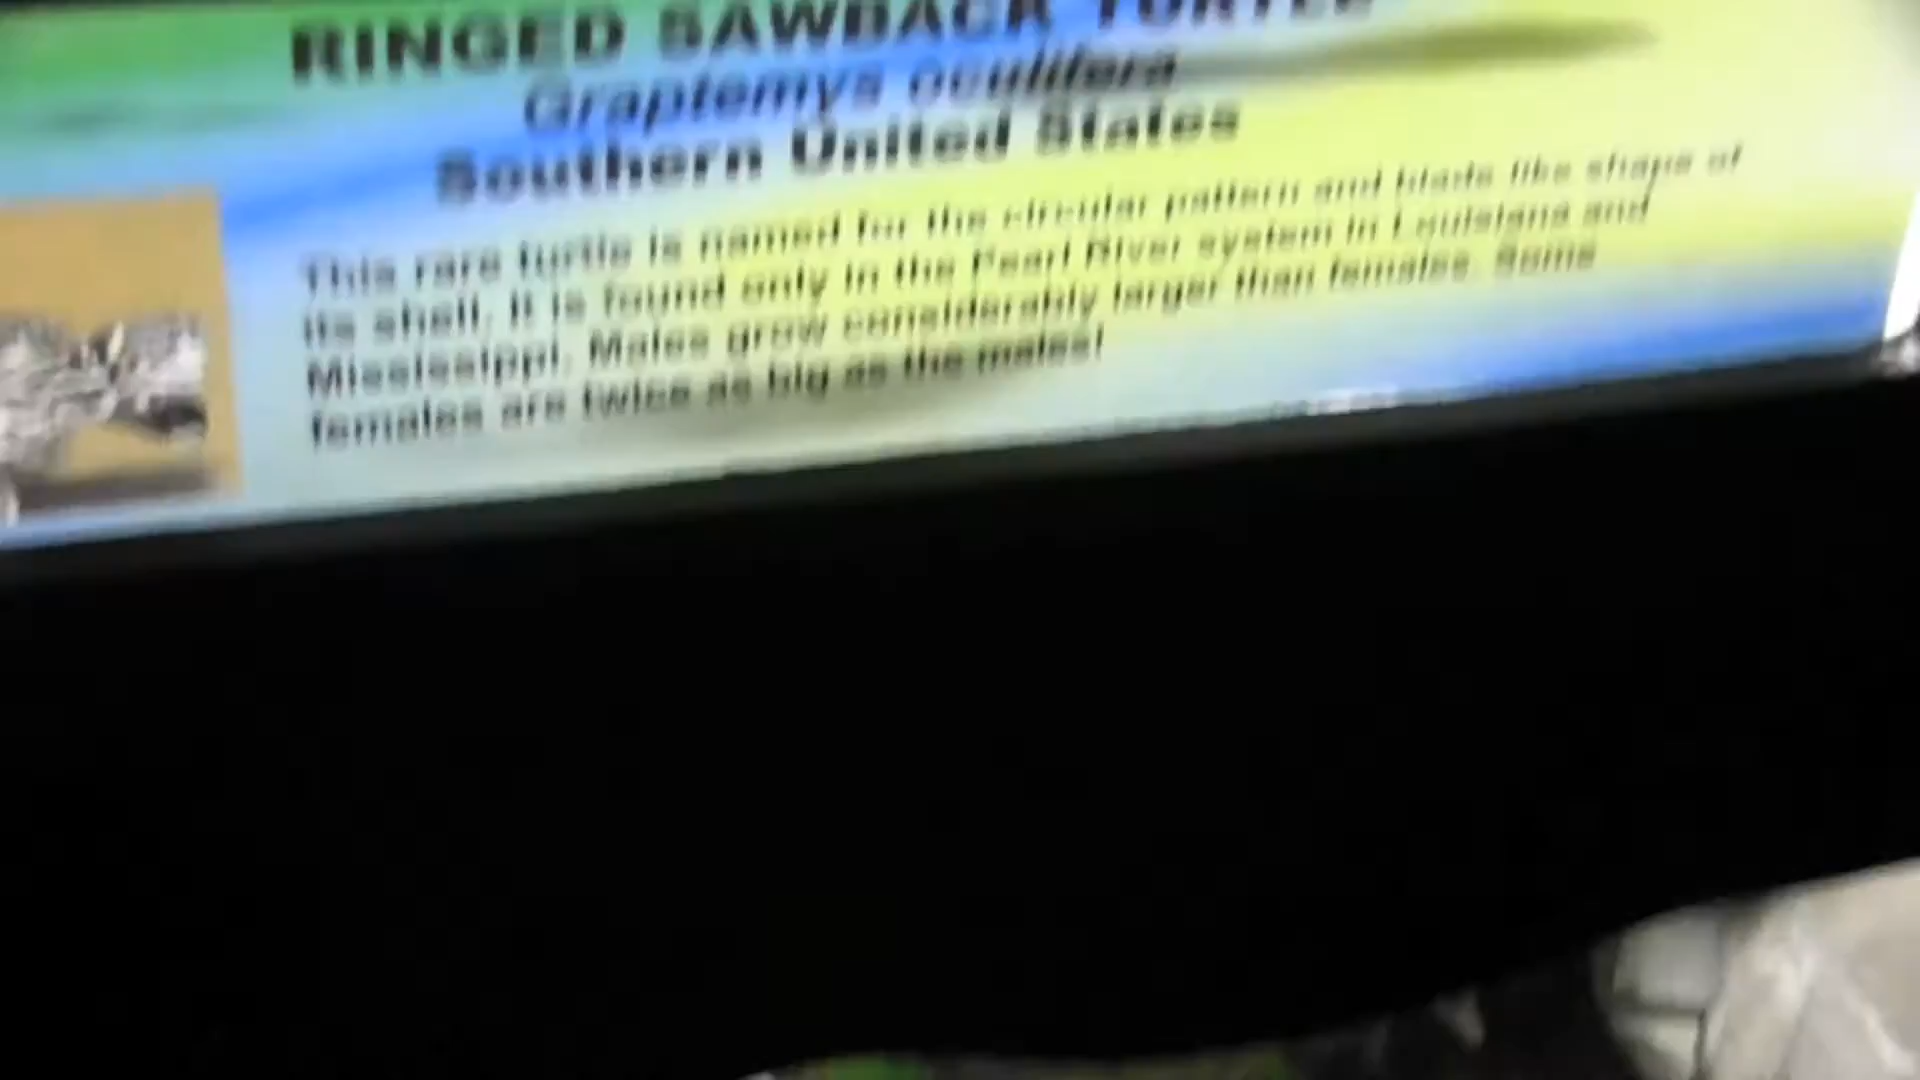 RINGED SAWBACK TURTLE
Graptemys oculifera
Southern United States
This rare turtle is named for the circular pattern and blade like shape of
its shell. It is found only in the Pearl River system in Louisiana and
Mississippi. Males grow considerably larger than females. Some
females are twice as big as the males!